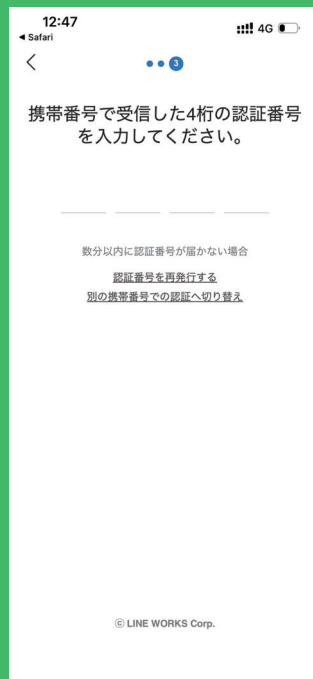 12:47
4G
◀ Safari
3
携帯番号で受信した4桁の認証番号
を入力してください。
数分以内に認証番号が届かない場合
認証番号を再発行する
別の携帯番号での認証へ切り替え
© LINE WORKS Corp.